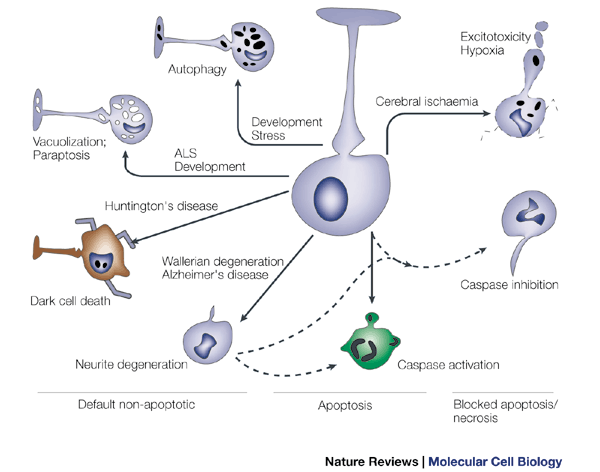 Excitotoxicity
Hypoxia
Autophagy
Cerebral ischaemia
Development
Stress
Vacuolization;
Paraptosis
ALS
Development
Huntington's disease
Wallerian degeneration
Alzheimer's disease
Caspase inhibition
Dark cell death
Neurite degeneration
Caspase activation
Default non-apoptotic
Apoptosis
Blocked apoptosis/
necrosis
Nature Reviews | Molecular Cell Biology